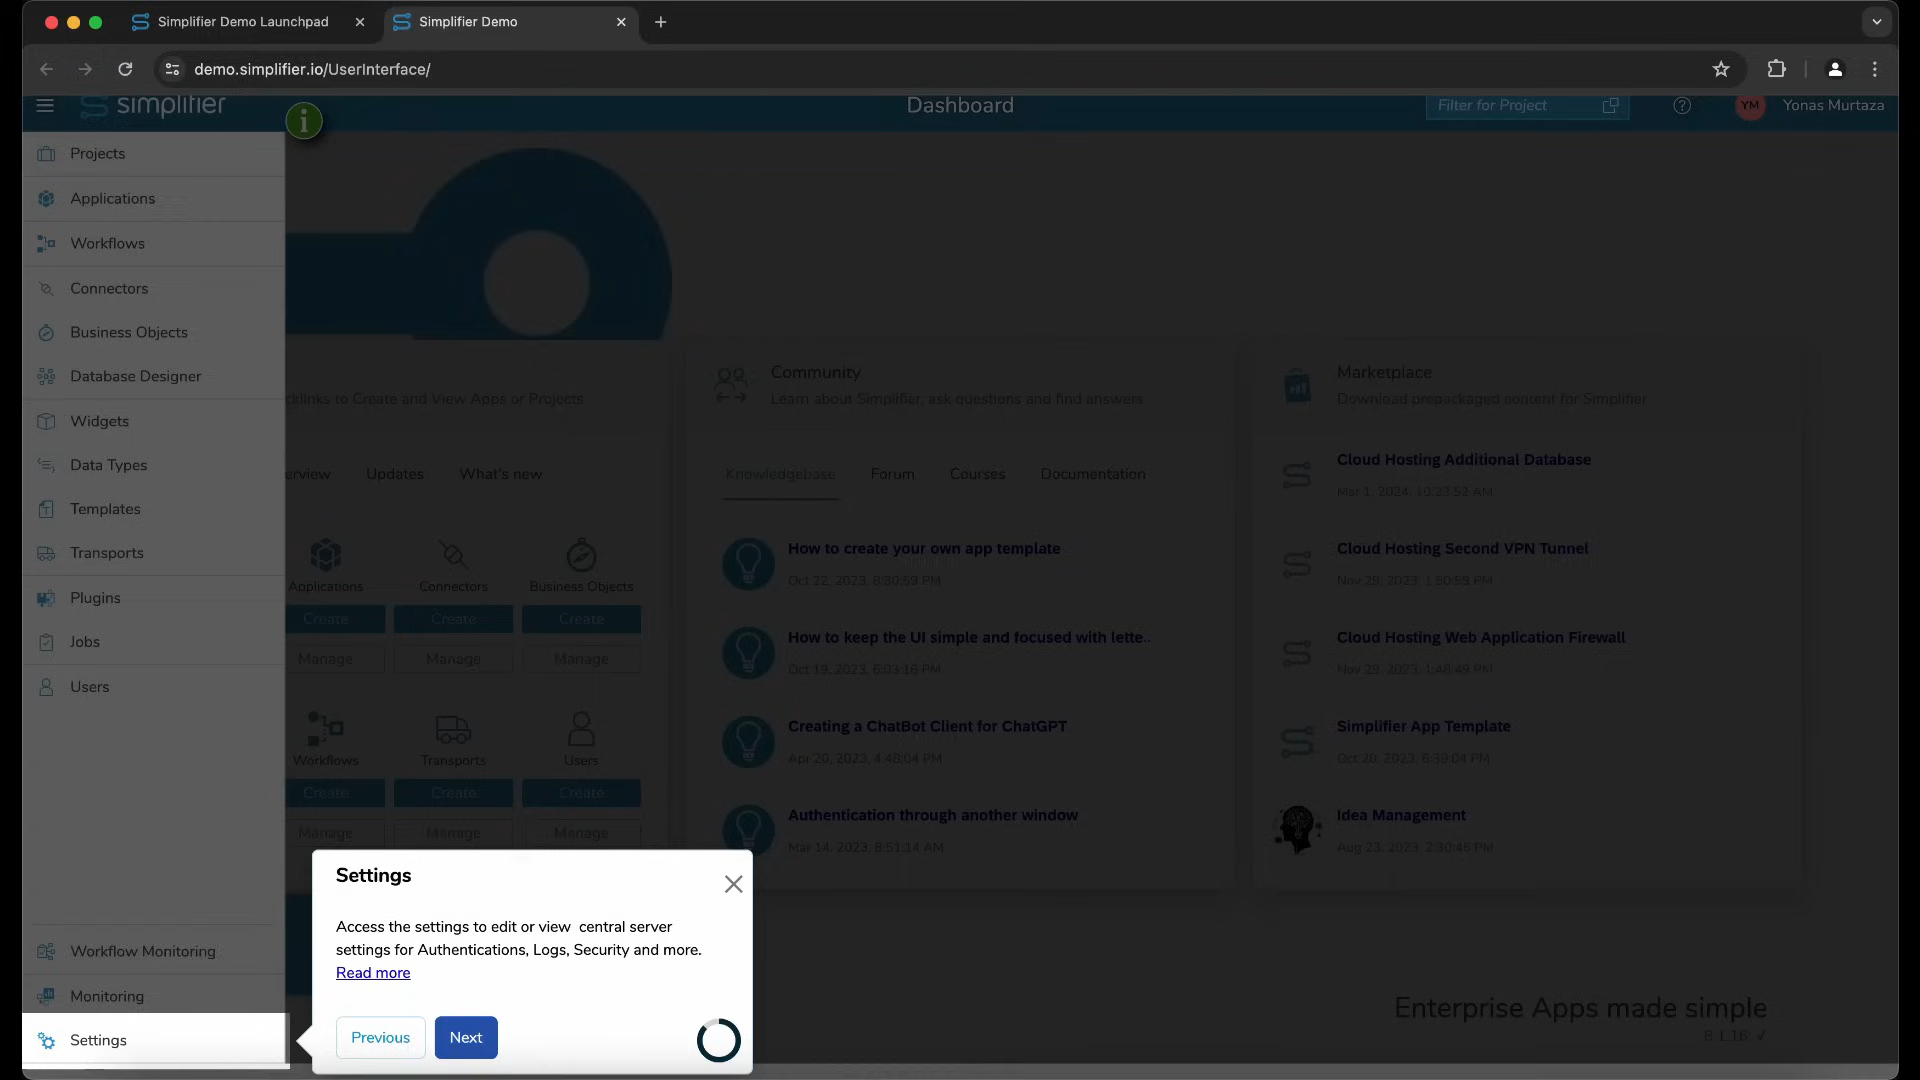 Simplifier Demo Launchpad
Simplifier Demo
demo.simplifier.io/UserInterface/
simplifier
Dashboard
Filter for Project
YM
Yonas Murtaza
Projects
Applications
Workflows
Connectors
Business Objects
Database Designer
Widgets
Data Types
Templates
Transports
Plugins
Jobs
Users
Workflow Monitoring
Monitoring
Settings
cklinks to Create and View Apps or Projects
erview
Updates
What's new
Applications
Connectors
Business Objects
Create
Create
Create
Manage
Manage
Manage
Workflows
Transports
Users
Create
Create
Create
Manage
Manage
Manage
Community
Learn about Simplifier, ask questions and find answers
Knowledgebase
Forum
Courses
Documentation
How to create your own app template
Oct 22, 2023, 8:30:59 PM
How to keep the UI simple and focused with lette..
Oct 19, 2023, 6:03:16 PM
Creating a ChatBot Client for ChatGPT
Apr 20, 2023, 4:48:04 PM
Authentication through another window
Mar 14, 2023, 8:51:14 AM
Marketplace
Download prepackaged content for Simplifier
Cloud Hosting Additional Database
Mar 1, 2024, 10:23:52 AM
Cloud Hosting Second VPN Tunnel
Nov 29, 2023, 1:50:59 PM
Cloud Hosting Web Application Firewall
Nov 29, 2023, 1:48:49 PM
Simplifier App Template
Oct 20, 2023, 6:39:04 PM
Idea Management
Aug 23, 2023, 2:30:46 PM
Settings
Access the settings to edit or view central server
settings for Authentications, Logs, Security and more.
Read more
Previous
Next
Enterprise Apps made simple